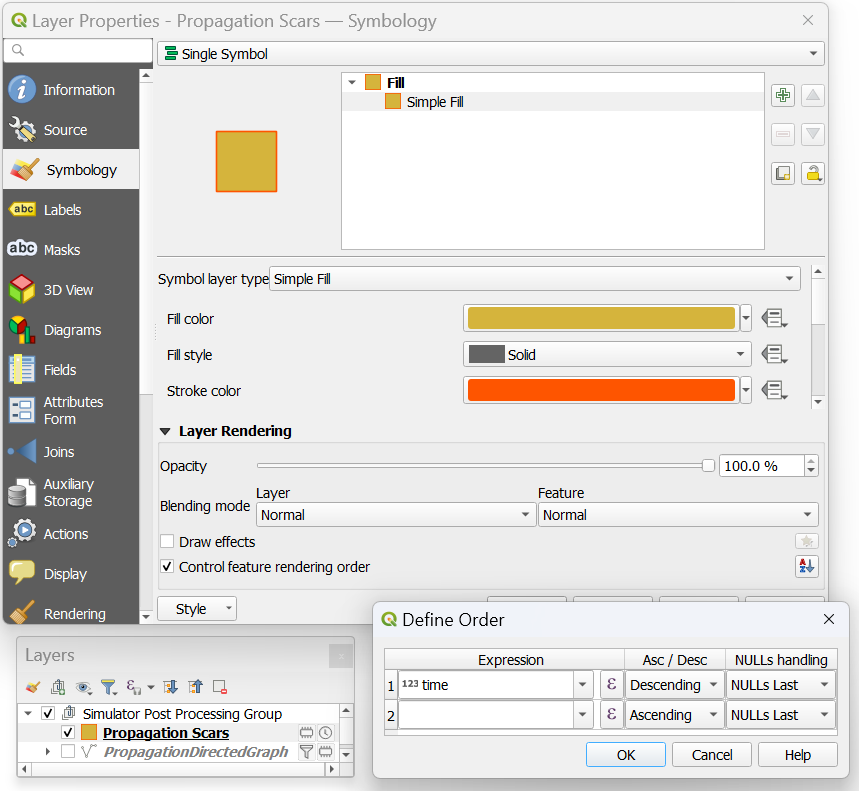 Layer Properties - Propagation Scars — Symbology
Single Symbol
Information
Source
Symbology
abc Labels
abc Masks
3D View
Diagrams
Fields
Attributes
Form
Joins
Auxiliary
Storage
Actions
Display
Rendering
Fill
Simple Fill
Symbol layer type Simple Fill
Fill color
Fill style Solid
Stroke color
Layer Rendering
Opacity 100.0 %
Layer Feature
Blending mode Normal Normal
Draw effects
Control feature rendering order
Style
Layers
Simulator Post Processing Group
Propagation Scars
PropagationDirectedGraph
Define Order
Expression Asc / Desc NULLs handling
1 123 time ε Descending NULLs Last
2 ε Ascending NULLs Last
OK Cancel Help